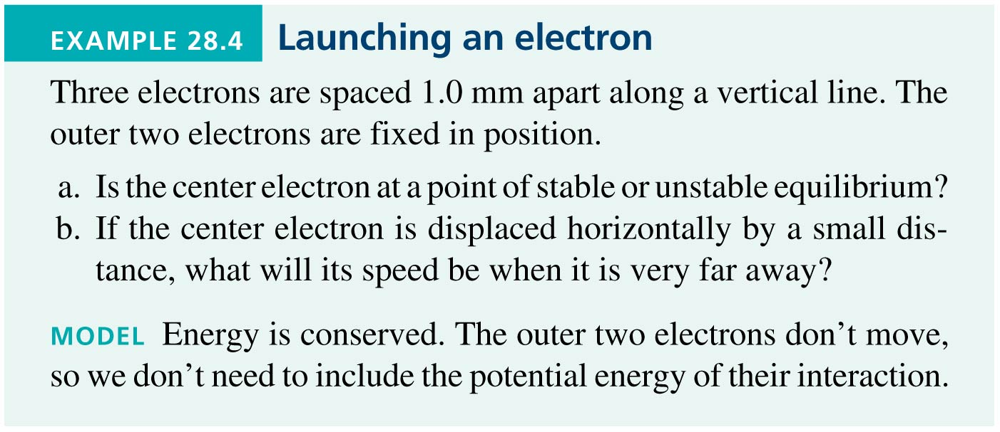 EXAMPLE 28.4 Launching an electron
Three electrons are spaced 1.0 mm apart along a vertical line. The
outer two electrons are fixed in position.
a. Is the center electron at a point of stable or unstable equilibrium?
b. If the center electron is displaced horizontally by a small dis-
tance, what will its speed be when it is very far away?
MODEL Energy is conserved. The outer two electrons don’t move,
so we don’t need to include the potential energy of their interaction.